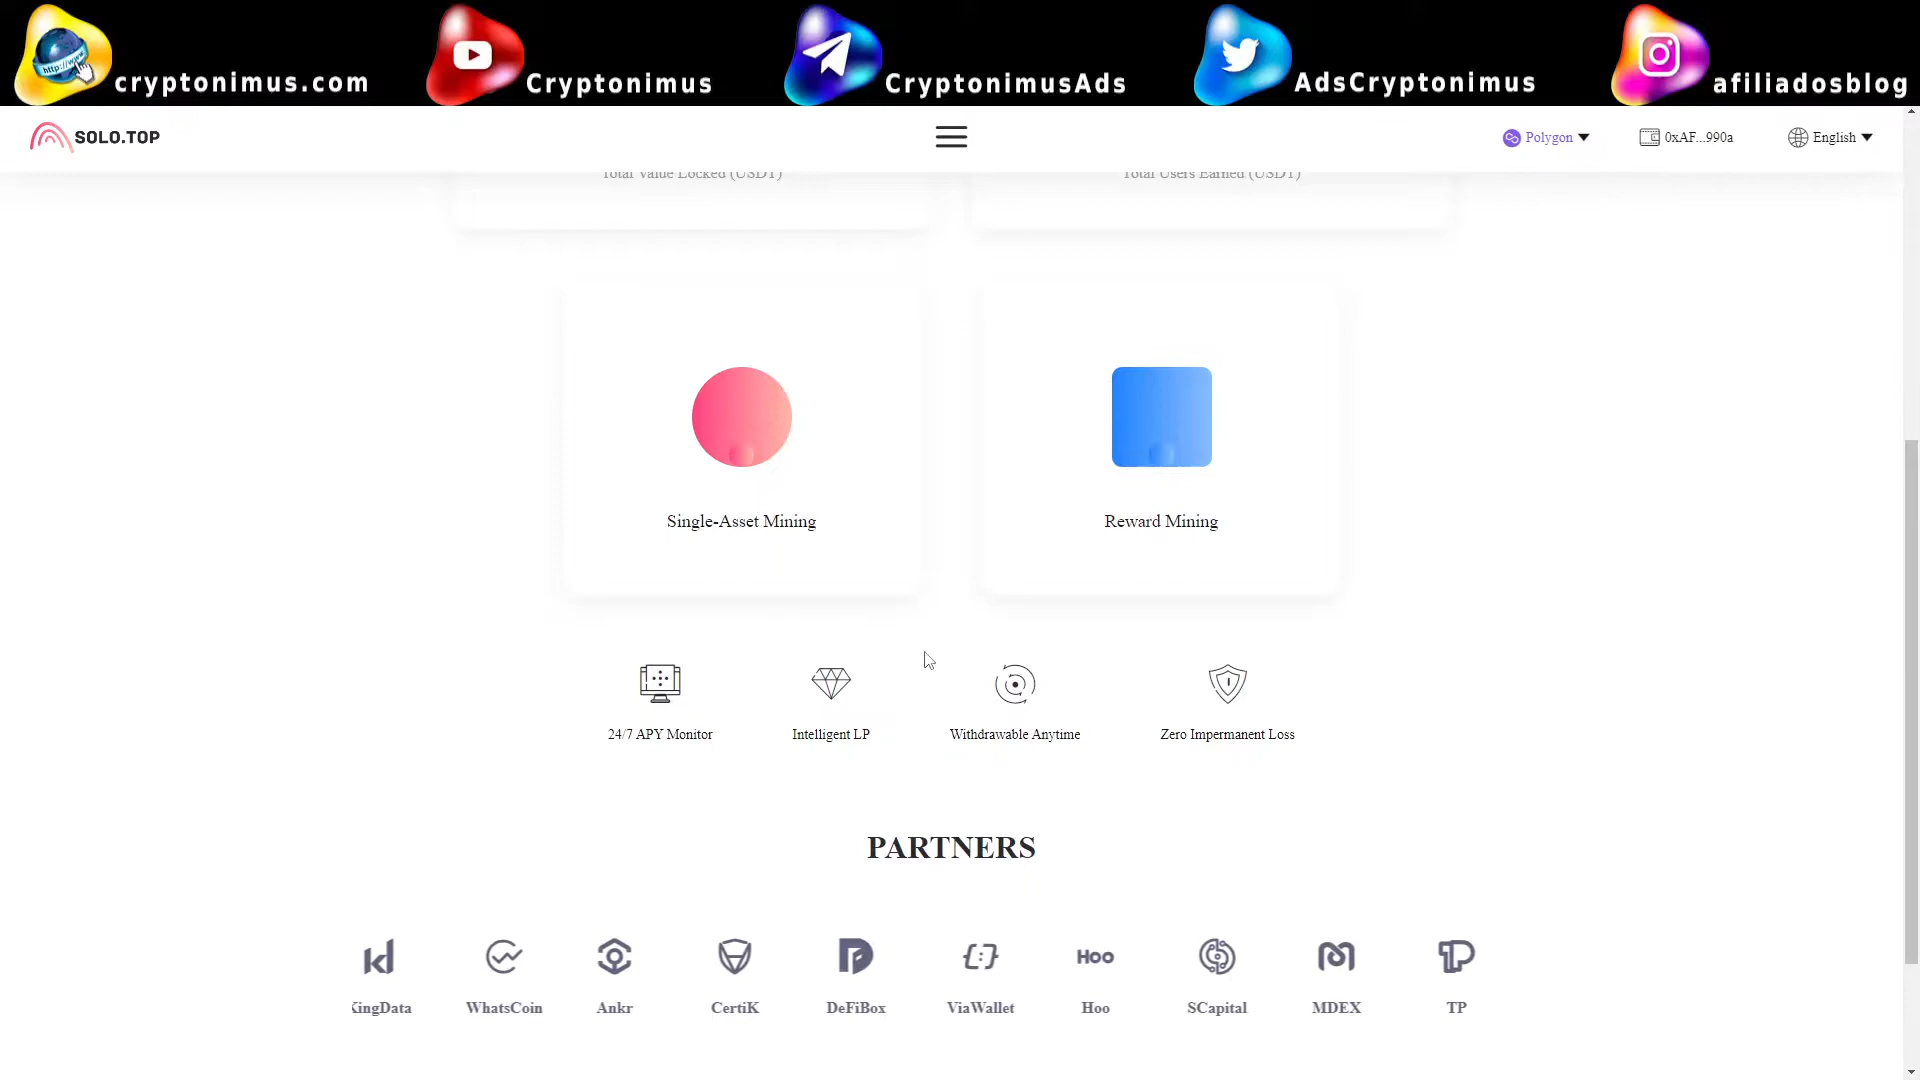 cryptonimus.com
Cryptonimus
CryptonimusAds
AdsCryptonimus
afiliadosblog
SOLO.TOP
Polygon
0xAF...990a
English
Total Value Locked (USDT)
Total Users Earned (USDT)
Single-Asset Mining
Reward Mining
24/7 APY Monitor
Intelligent LP
Withdrawable Anytime
Zero Impermanent Loss
PARTNERS
Hoo
KingData
WhatsCoin
Ankr
CertiK
DeFiBox
ViaWallet
Hoo
SCapital
MDEX
TP